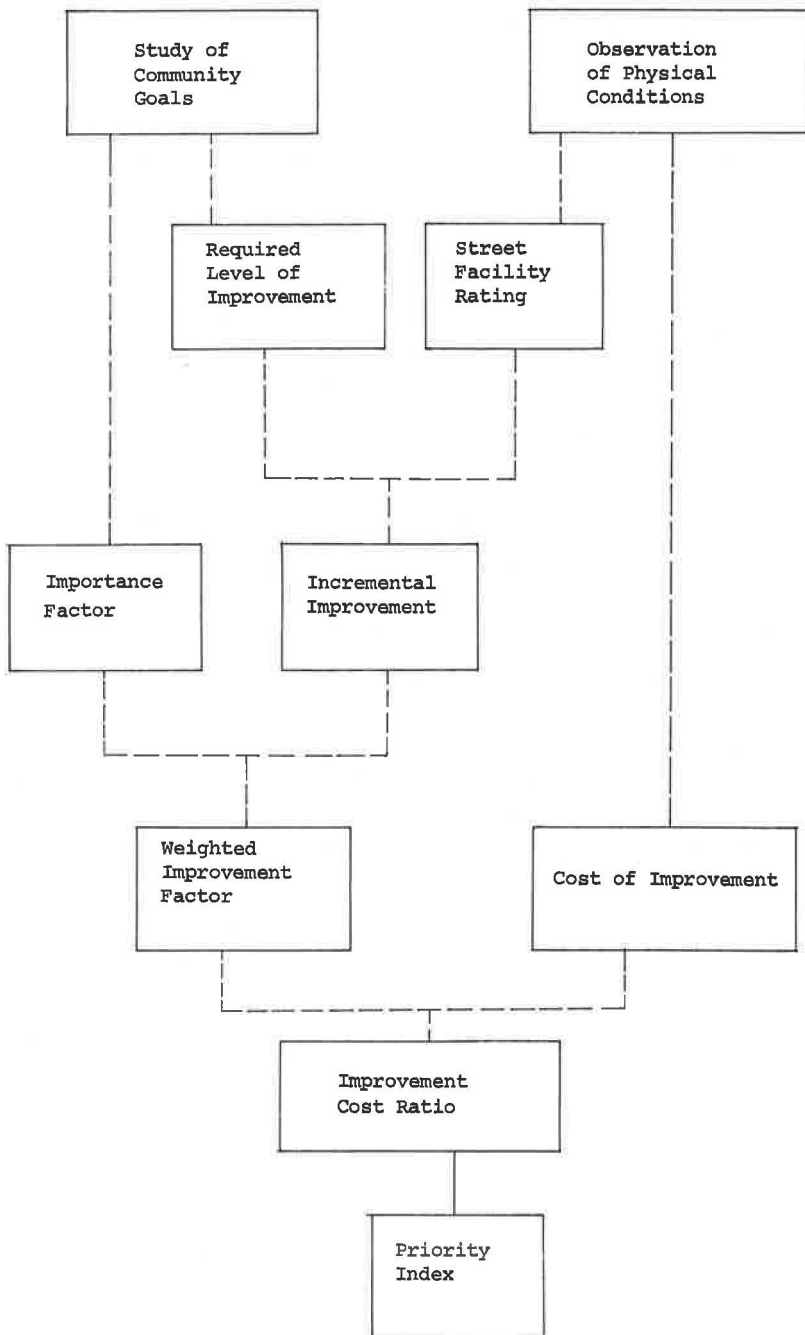 Study of
Community
Goals
Observation
of Physical
Conditions
Required
Level of
Improvement
Street
Facility
Rating
Importance
Factor
Incremental
Improvement
Weighted
Improvement
Factor
Cost of Improvement
Improvement
Cost Ratio
Priority
Index